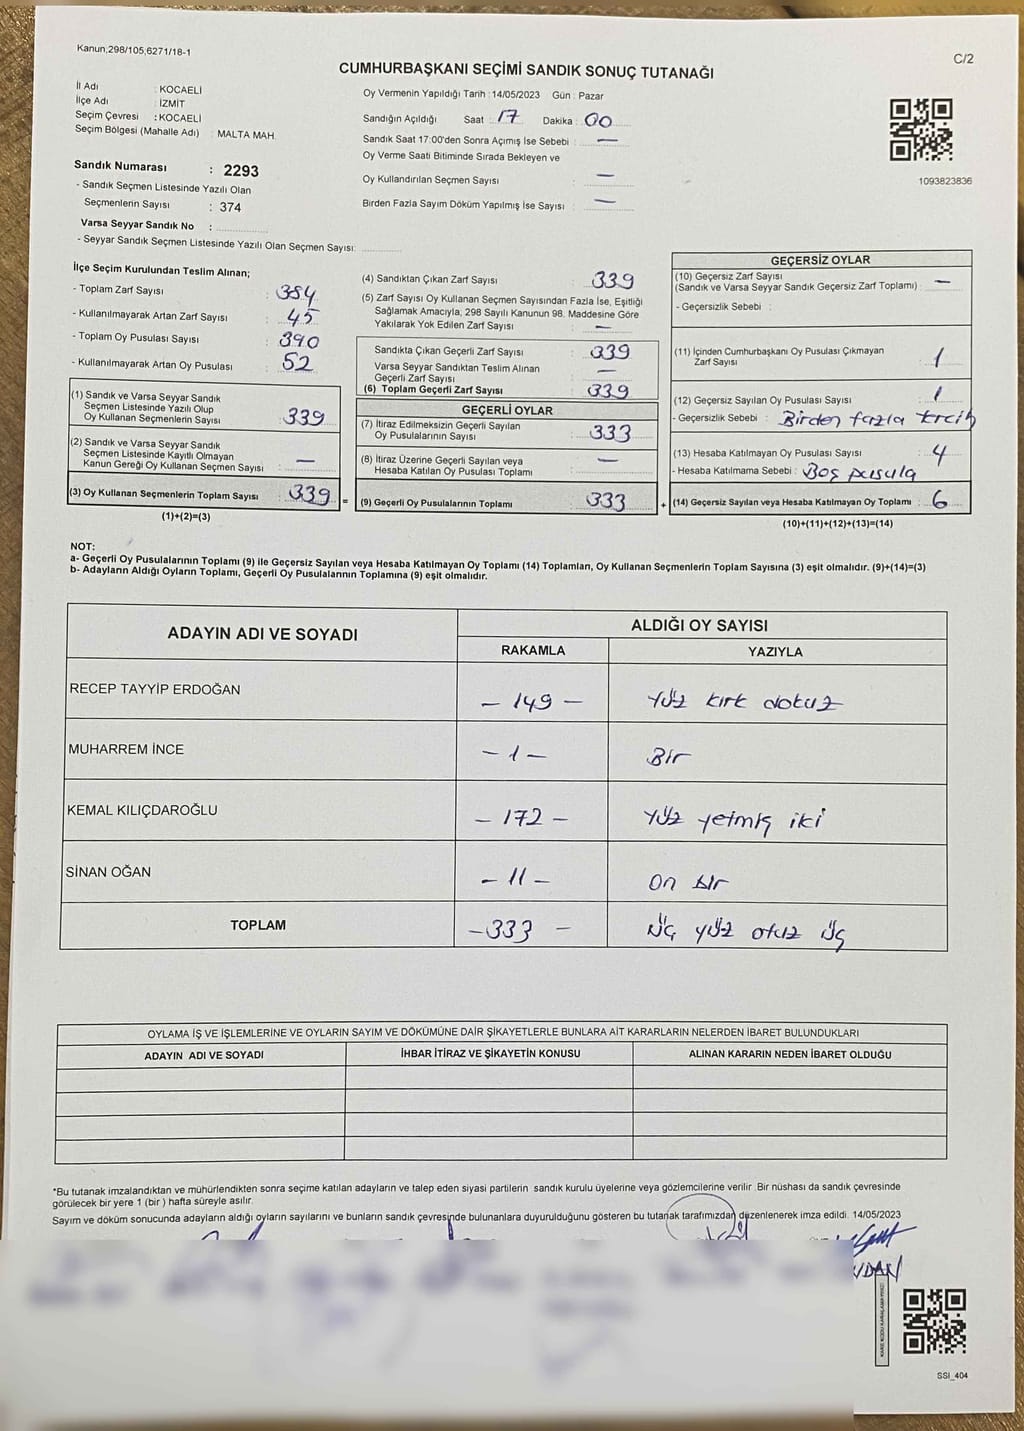 Kanun;298/105,6271/18-1
C/2
CUMHURBAŞKANI SEÇİMİ SANDIK SONUÇ TUTANAĞI
İl Adı : KOCAELİ
İlçe Adı : İZMİT
Seçim Çevresi : KOCAELİ
Seçim Bölgesi (Mahalle Adı) : MALTA MAH.
Sandık Numarası : 2293
- Sandık Seçmen Listesinde Yazılı Olan
Seçmenlerin Sayısı : 374
Varsa Seyyar Sandık No :
- Seyyar Sandık Seçmen Listesinde Yazılı Olan Seçmen Sayısı:
Oy Vermenin Yapıldığı Tarih : 14/05/2023 Gün : Pazar
Sandığın Açıldığı Saat : 17 Dakika : 00
Sandık Saat 17:00'den Sonra Açımış İse Sebebi : —
Oy Verme Saati Bitiminde Sırada Bekleyen ve
Oy Kullandırılan Seçmen Sayısı : —
Birden Fazla Sayım Döküm Yapılmış İse Sayısı : —
1093823836
İlçe Seçim Kurulundan Teslim Alınan;
- Toplam Zarf Sayısı : 384
- Kullanılmayarak Artan Zarf Sayısı : 45
- Toplam Oy Pusulası Sayısı : 390
- Kullanılmayarak Artan Oy Pusulası : 52
(1) Sandık ve Varsa Seyyar Sandık
Seçmen Listesinde Yazılı Olup
Oy Kullanan Seçmenlerin Sayısı : 339
(2) Sandık ve Varsa Seyyar Sandık
Seçmen Listesinde Kayıtlı Olmayan
Kanun Gereği Oy Kullanan Seçmen Sayısı : —
(3) Oy Kullanan Seçmenlerin Toplam Sayısı : 339
(1)+(2)=(3)
=
(4) Sandıktan Çıkan Zarf Sayısı : 339
(5) Zarf Sayısı Oy Kullanan Seçmen Sayısından Fazla İse, Eşitliği
Sağlamak Amacıyla, 298 Sayılı Kanunun 98. Maddesine Göre
Yakılarak Yok Edilen Zarf Sayısı : —
Sandıkta Çıkan Geçerli Zarf Sayısı : 339
Varsa Seyyar Sandıktan Teslim Alınan
Geçerli Zarf Sayısı : —
(6) Toplam Geçerli Zarf Sayısı : 339
GEÇERLİ OYLAR
(7) İtiraz Edilmeksizin Geçerli Sayılan
Oy Pusulalarının Sayısı : 333
(8) İtiraz Üzerine Geçerli Sayılan veya
Hesaba Katılan Oy Pusulası Toplamı : —
(9) Geçerli Oy Pusulalarının Toplamı : 333
+
GEÇERSİZ OYLAR
(10) Geçersiz Zarf Sayısı
(Sandık ve Varsa Seyyar Sandık Geçersiz Zarf Toplamı) : —
- Geçersizlik Sebebi :
(11) İçinden Cumhurbaşkanı Oy Pusulası Çıkmayan
Zarf Sayısı : 1
(12) Geçersiz Sayılan Oy Pusulası Sayısı : 1
- Geçersizlik Sebebi : Birden fazla tercih
(13) Hesaba Katılmayan Oy Pusulası Sayısı : 4
- Hesaba Katılmama Sebebi : Boş pusula
(14) Geçersiz Sayılan veya Hesaba Katılmayan Oy Toplamı : 6
(10)+(11)+(12)+(13)=(14)
NOT:
a- Geçerli Oy Pusulalarının Toplamı (9) ile Geçersiz Sayılan veya Hesaba Katılmayan Oy Toplamı (14) Toplamları, Oy Kullanan Seçmenlerin Toplam Sayısına (3) eşit olmalıdır. (9)+(14)=(3)
b- Adayların Aldığı Oyların Toplamı, Geçerli Oy Pusulalarının Toplamına (9) eşit olmalıdır.
ADAYIN ADI VE SOYADI
ALDIĞI OY SAYISI
RAKAMLA YAZIYLA
RECEP TAYYİP ERDOĞAN – 149 – Yüz kırk dokuz
MUHARREM İNCE – 1 – Bir
KEMAL KILIÇDAROĞLU – 172 – Yüz yetmiş iki
SİNAN OĞAN – 11 – On bir
TOPLAM – 333 – Üç yüz otuz üç
OYLAMA İŞ VE İŞLEMLERİNE VE OYLARIN SAYIM VE DÖKÜMÜNE DAİR ŞİKAYETLERLE BUNLARA AİT KARARLARIN NELERDEN İBARET BULUNDUKLARI
ADAYIN ADI VE SOYADI İHBAR İTİRAZ VE ŞİKAYETİN KONUSU ALINAN KARARIN NEDEN İBARET OLDUĞU
*Bu tutanak imzalandıktan ve mühürlendikten sonra seçime katılan adayların ve talep eden siyasi partilerin sandık kurulu üyelerine veya gözlemcilerine verilir. Bir nüshası da sandık çevresinde
görülecek bir yere 1 (bir) hafta süreyle asılır.
Sayım ve döküm sonucunda adayların aldığı oyların sayılarını ve bunların sandık çevresinde bulunanlara duyurulduğunu gösteren bu tutanak tarafımızdan düzenlenerek imza edildi. 14/05/2023
SSI_404